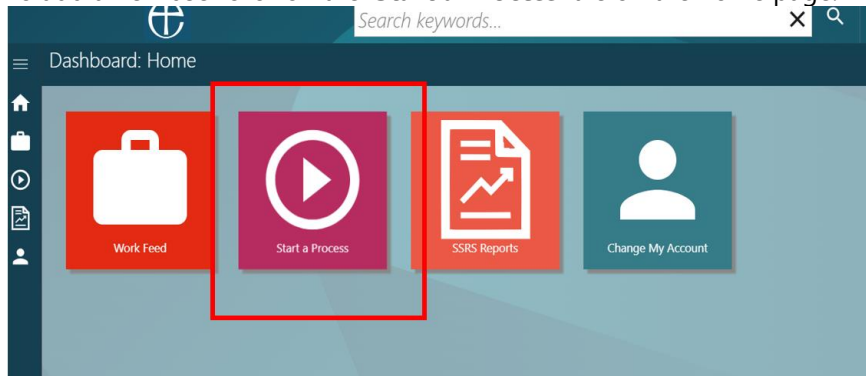 Search keywords...
Dashboard: Home
Work Feed
Start a Process
SSRS Reports
Change My Account